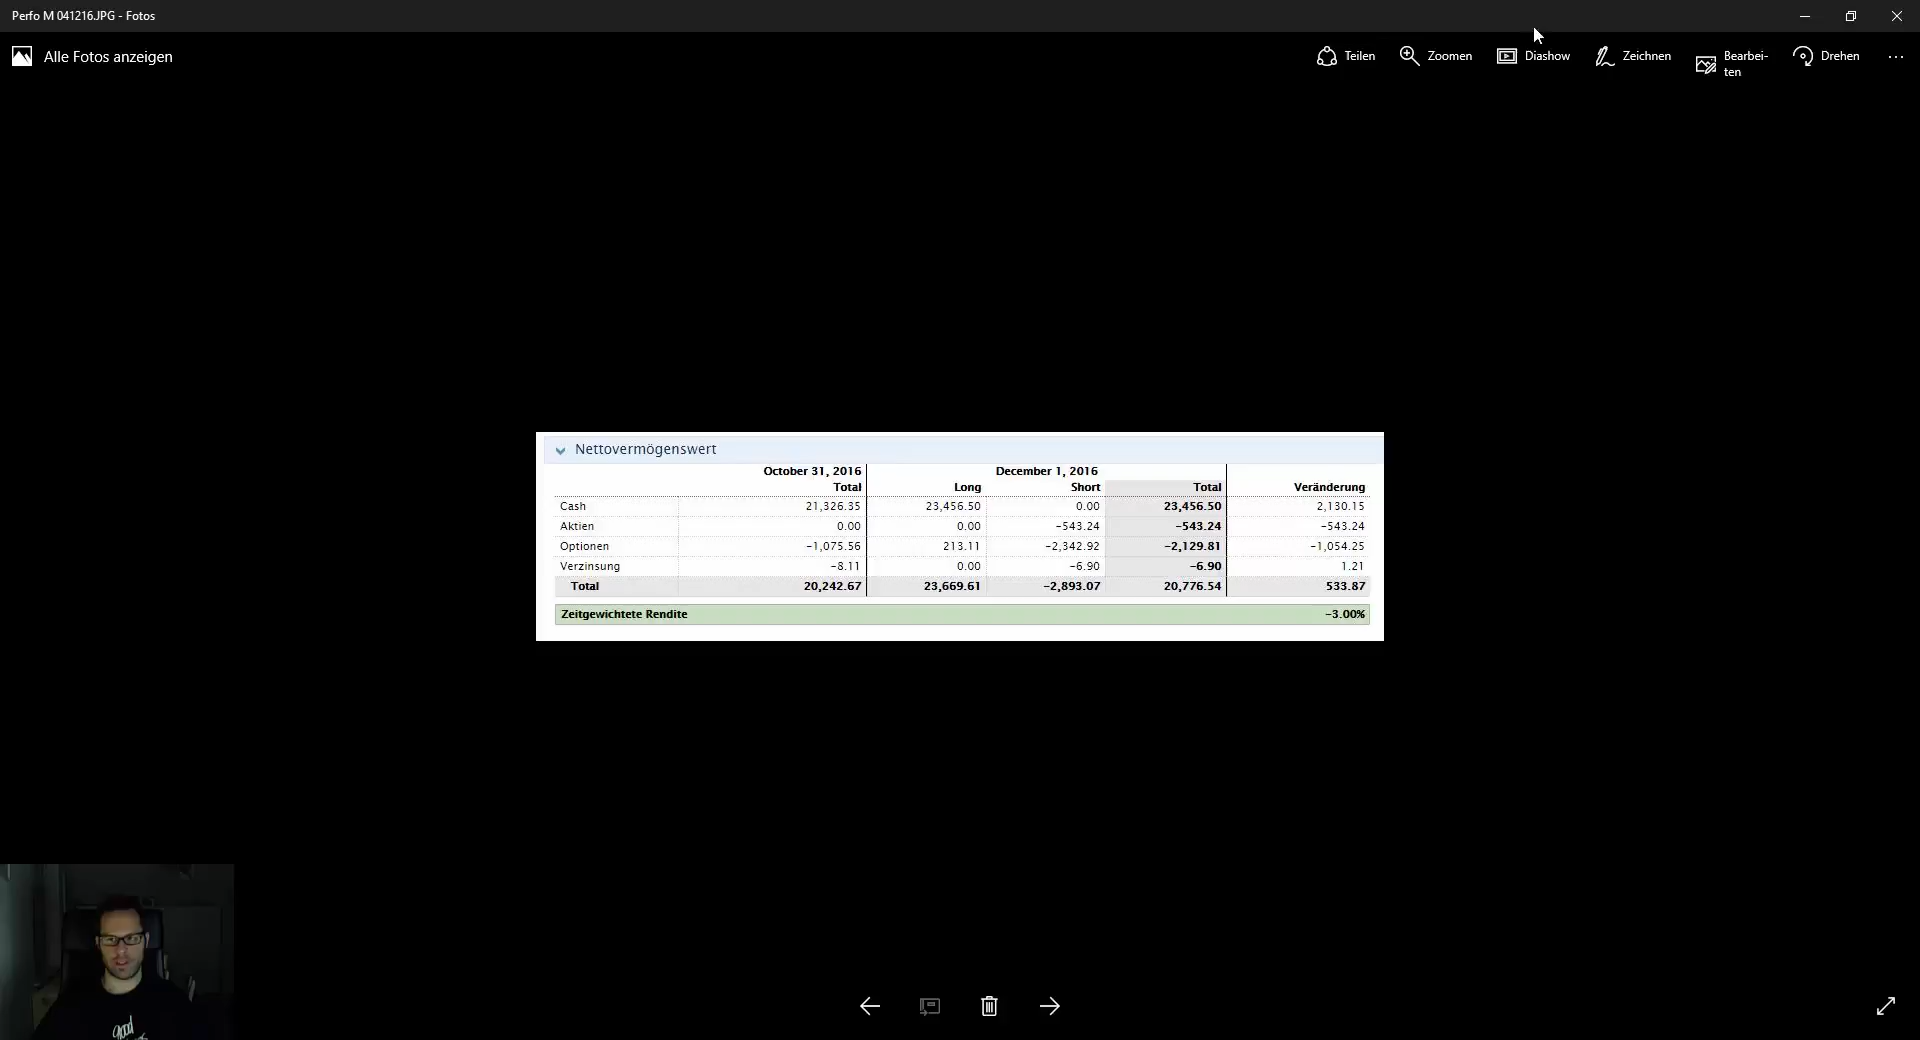 Perfo M 041216.JPG - Fotos
Alle Fotos anzeigen
Teilen
Zoomen
Diashow
Zeichnen
Bearbei-
ten
Drehen
Nettovermögenswert
October 31, 2016 December 1, 2016
Total Long Short Total Veränderung
Cash 21,326.35 23,456.50 0.00 23,456.50 2,130.15
Aktien 0.00 0.00 -543.24 -543.24 -543.24
Optionen -1,075.56 213.11 -2,342.92 -2,129.81 -1,054.25
Verzinsung -8.11 0.00 -6.90 -6.90 1.21
Total 20,242.67 23,669.61 -2,893.07 20,776.54 533.87
Zeitgewichtete Rendite -3.00%
good